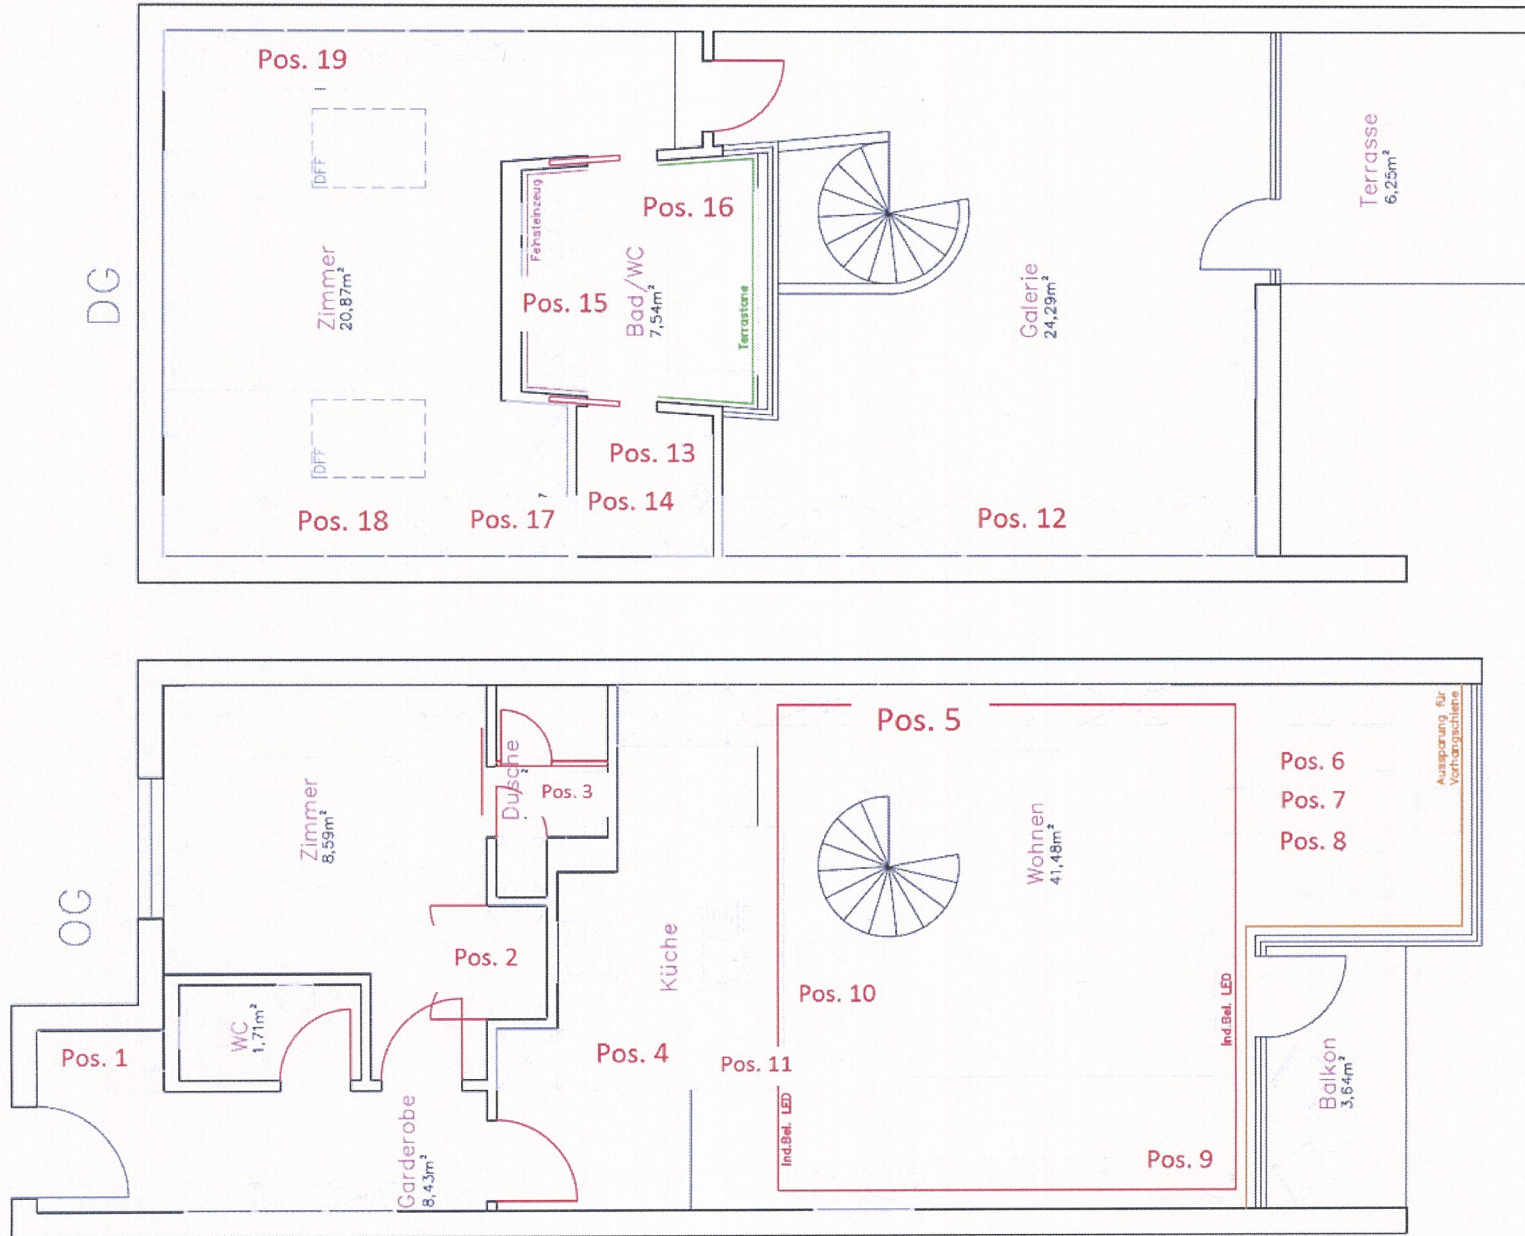 DG
Pos. 19
DFF
Zimmer
20,87m²
DFF
Pos. 18
Pos. 17
Feinsteinzeug
Pos. 15
Pos. 16
Bad/WC
7,54m²
Terrastone
Pos. 13
Pos. 14
Galerie
24,29m²
Pos. 12
Terrasse
6,25m²
OG
Pos. 1
WC
1,71m²
Zimmer
8,59m²
Pos. 2
Garderobe
8,43m²
Dusche
Pos. 3
Küche
Pos. 4
Pos. 11
Ind.Bel. LED
Pos. 5
Pos. 10
Wohnen
41,48m²
Pos. 9
Ind.Bel. LED
Pos. 6
Pos. 7
Pos. 8
Aussparung für
Vorhangschiene
Balkon
3,64m²